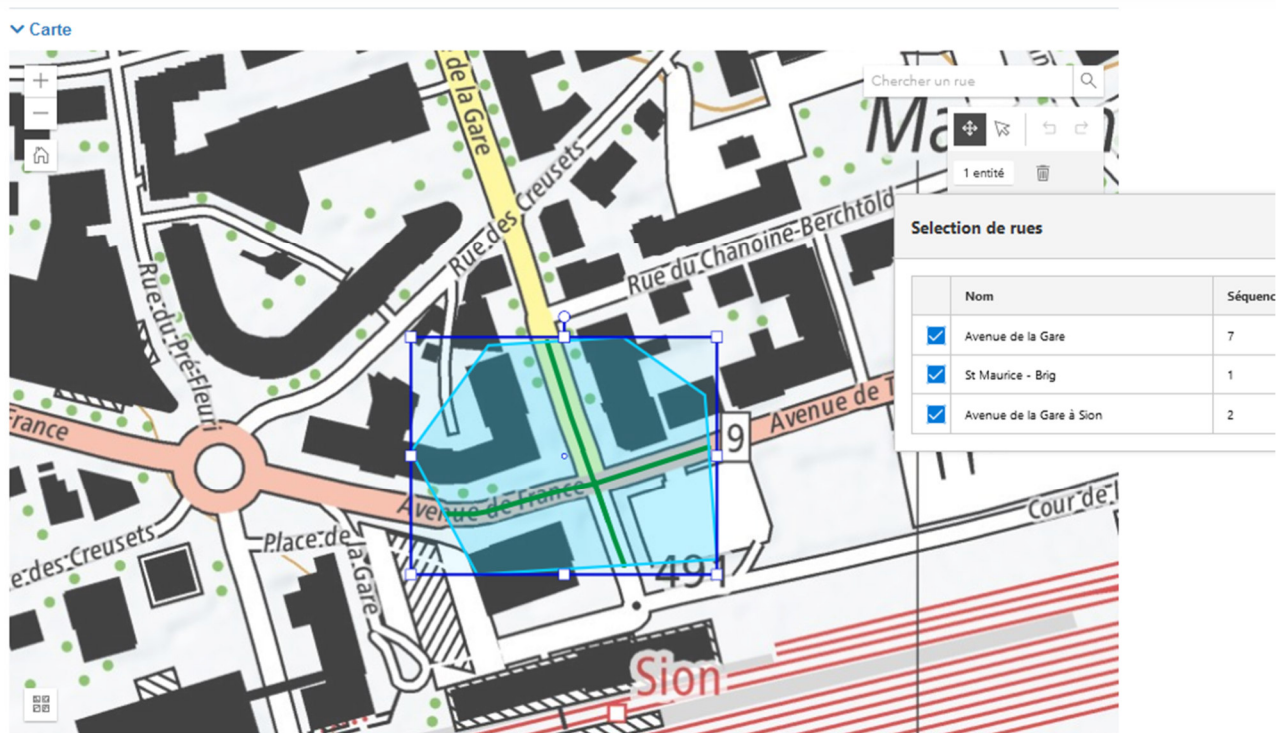 Carte
de la Gare
Chercher un rue
1 entité
Rue des Creusets
Rue du Chanoine-Berchtold
Selection de rues
Nom
Avenue de la Gare
7
St Maurice - Brig
1
Avenue de la Gare à Sion
2
Rue du Pré-Fleuri
France
9
Avenue de
Avenue de France
Cour de
Place de la Gare
e des Creusets
491
Sion